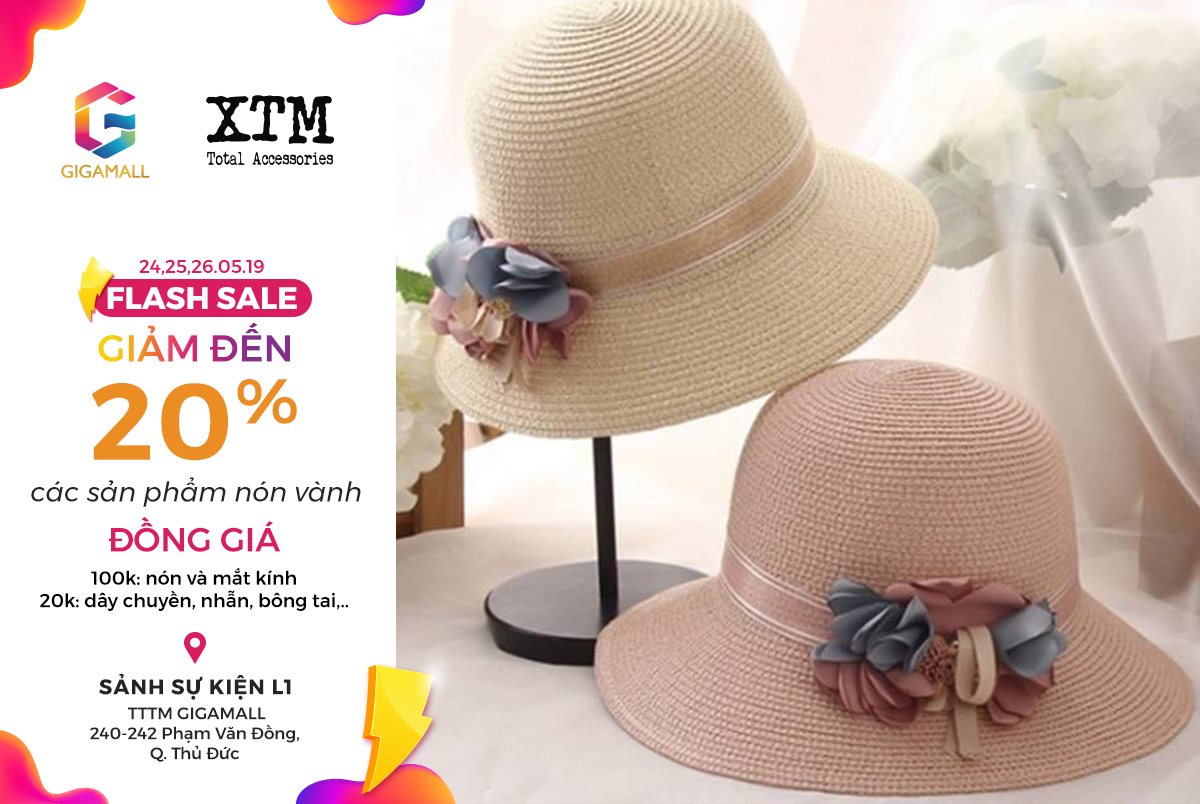 GIGAMALL
XTM
Total Accessories
24,25,26.05.19
FLASH SALE
GIẢM ĐẾN
20%
các sản phẩm nón vành
ĐỒNG GIÁ
100k: nón và mắt kính
20k: dây chuyền, nhẫn, bông tai,..
SẢNH SỰ KIỆN L1
TTTM GIGAMALL
240-242 Phạm Văn Đồng,
Q. Thủ Đức